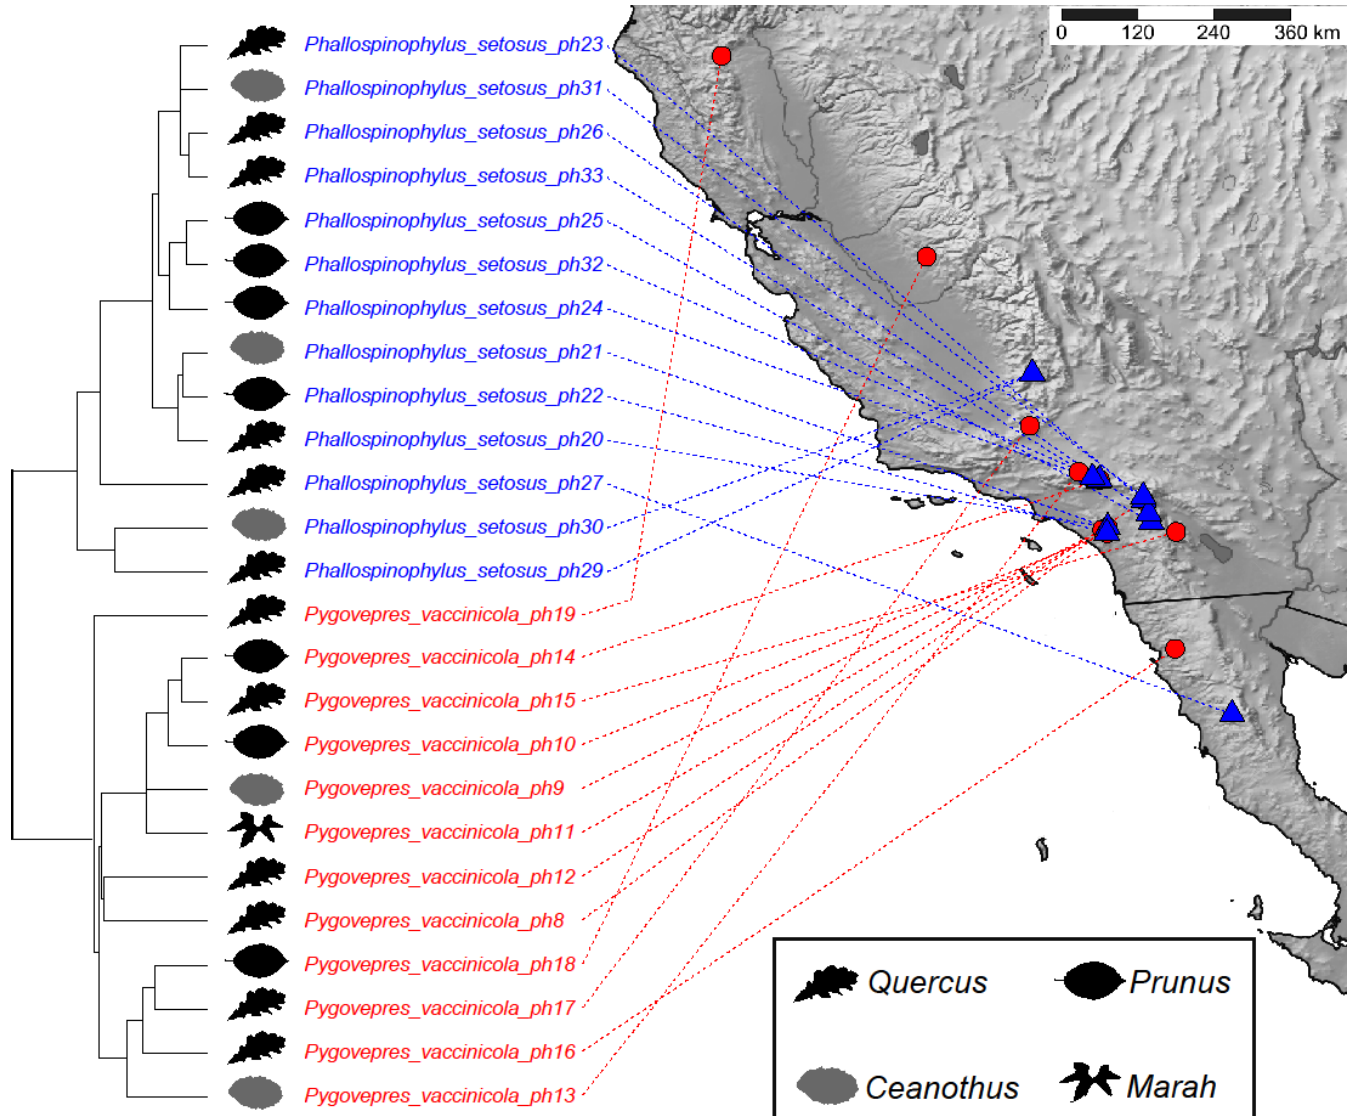 0 120 240 360 km
Phallospinophylus_setosus_ph23
Phallospinophylus_setosus_ph31
Phallospinophylus_setosus_ph26
Phallospinophylus_setosus_ph33
Phallospinophylus_setosus_ph25
Phallospinophylus_setosus_ph32
Phallospinophylus_setosus_ph24
Phallospinophylus_setosus_ph21
Phallospinophylus_setosus_ph22
Phallospinophylus_setosus_ph20
Phallospinophylus_setosus_ph27
Phallospinophylus_setosus_ph30
Phallospinophylus_setosus_ph29
Pygovepres_vaccinicola_ph19
Pygovepres_vaccinicola_ph14
Pygovepres_vaccinicola_ph15
Pygovepres_vaccinicola_ph10
Pygovepres_vaccinicola_ph9
Pygovepres_vaccinicola_ph11
Pygovepres_vaccinicola_ph12
Pygovepres_vaccinicola_ph8
Pygovepres_vaccinicola_ph18
Pygovepres_vaccinicola_ph17
Pygovepres_vaccinicola_ph16
Pygovepres_vaccinicola_ph13
Quercus
Prunus
Ceanothus
Marah